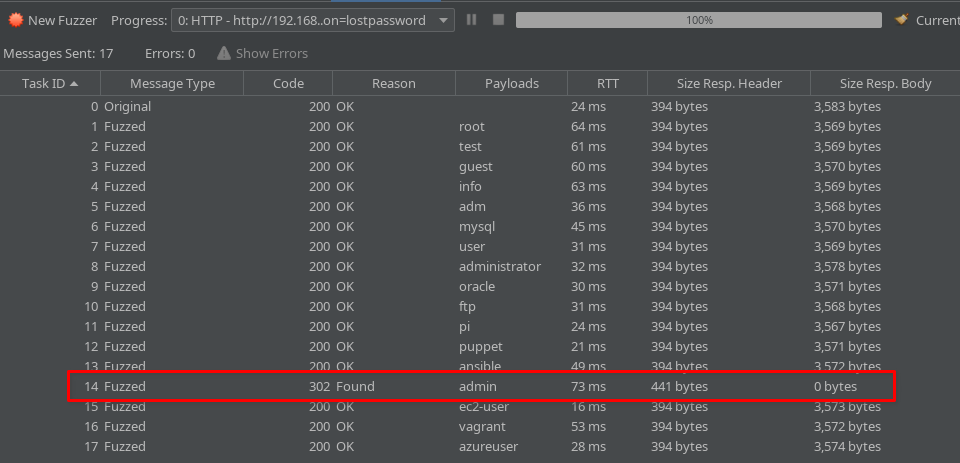 New Fuzzer Progress: 0: HTTP - http://192.168..on=lostpassword 100% Current
Messages Sent: 17 Errors: 0 Show Errors
Task ID Message Type Code Reason Payloads RTT Size Resp. Header Size Resp. Body
0 Original 200 OK 24 ms 394 bytes 3,583 bytes
1 Fuzzed 200 OK root 64 ms 394 bytes 3,569 bytes
2 Fuzzed 200 OK test 61 ms 394 bytes 3,569 bytes
3 Fuzzed 200 OK guest 60 ms 394 bytes 3,570 bytes
4 Fuzzed 200 OK info 63 ms 394 bytes 3,569 bytes
5 Fuzzed 200 OK adm 36 ms 394 bytes 3,568 bytes
6 Fuzzed 200 OK mysql 45 ms 394 bytes 3,570 bytes
7 Fuzzed 200 OK user 31 ms 394 bytes 3,569 bytes
8 Fuzzed 200 OK administrator 32 ms 394 bytes 3,578 bytes
9 Fuzzed 200 OK oracle 30 ms 394 bytes 3,571 bytes
10 Fuzzed 200 OK ftp 31 ms 394 bytes 3,568 bytes
11 Fuzzed 200 OK pi 24 ms 394 bytes 3,567 bytes
12 Fuzzed 200 OK puppet 21 ms 394 bytes 3,571 bytes
13 Fuzzed 200 OK ansible 49 ms 394 bytes 3,572 bytes
14 Fuzzed 302 Found admin 73 ms 441 bytes 0 bytes
15 Fuzzed 200 OK ec2-user 16 ms 394 bytes 3,573 bytes
16 Fuzzed 200 OK vagrant 53 ms 394 bytes 3,572 bytes
17 Fuzzed 200 OK azureuser 28 ms 394 bytes 3,574 bytes